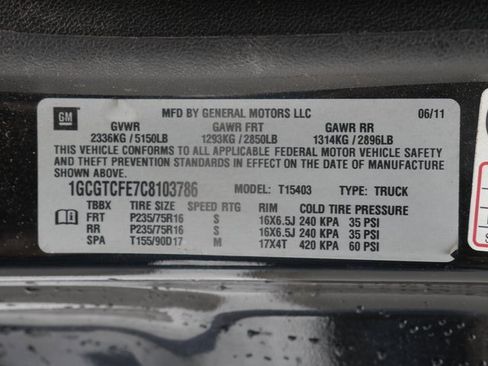 GM
MFD BY GENERAL MOTORS LLC 06/11
GVWR GAWR FRT GAWR RR
2336KG / 5150LB 1293KG / 2850LB 1314KG / 2896LB
THIS VEHICLE CONFORMS TO ALL APPLICABLE FEDERAL MOTOR VEHICLE SAFETY
AND THEFT PREVENTION STANDARDS IN EFFECT ON THE DATE OF MANUFACTURE
SHOWN ABOVE.
1GCGTCFE7C8103786 T15403 TYPE: TRUCK
TBBX TIRE SIZE SPEED RTG RIM COLD TIRE PRESSURE
FRT P235/75R16 S 16X6.5J 240 KPA 35 PSI
RR P235/75R16 S 16X6.5J 240 KPA 35 PSI
SPA T155/90D17 M 17X4T 420 KPA 60 PSI